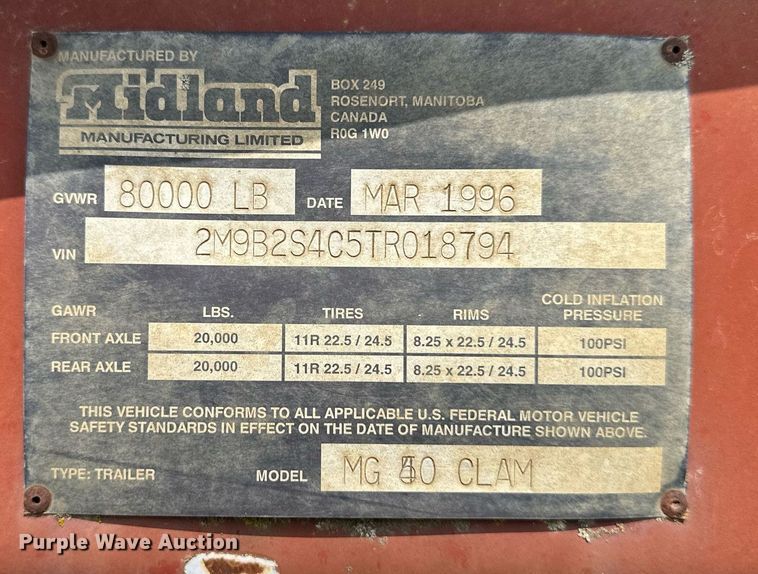 MANUFACTURED BY
Midland
MANUFACTURING LIMITED
BOX 249
ROSENORT, MANITOBA
CANADA
R0G 1W0
GVWR 80000 LB DATE MAR 1996
VIN 2M9B2S4C5TR018794
GAWR LBS. TIRES RIMS COLD INFLATION PRESSURE
FRONT AXLE 20,000 11R 22.5 / 24.5 8.25 x 22.5 / 24.5 100PSI
REAR AXLE 20,000 11R 22.5 / 24.5 8.25 x 22.5 / 24.5 100PSI
THIS VEHICLE CONFORMS TO ALL APPLICABLE U.S. FEDERAL MOTOR VEHICLE
SAFETY STANDARDS IN EFFECT ON THE DATE OF MANUFACTURE SHOWN ABOVE.
TYPE: TRAILER MODEL MG CLAM
Purple Wave Auction